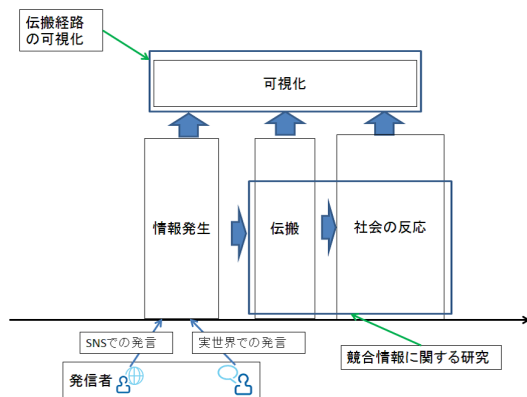 伝搬経路
の可視化
可視化
情報発生
伝搬
社会の反応
SNSでの発言
実世界での発言
発信者
競合情報に関する研究